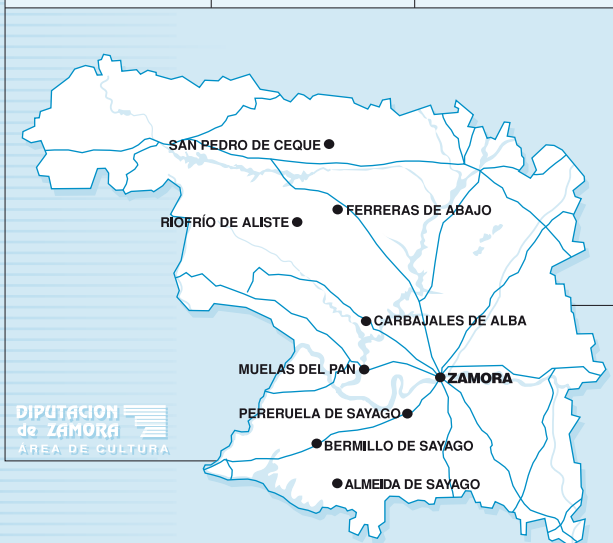 SAN PEDRO DE CEQUE
FERRERAS DE ABAJO
RIOFRÍO DE ALISTE
CARBAJALES DE ALBA
MUELAS DEL PAN
ZAMORA
PERERUELA DE SAYAGO
DIPUTACION
de ZAMORA
ÁREA DE CULTURA
BERMILLO DE SAYAGO
ALMEIDA DE SAYAGO